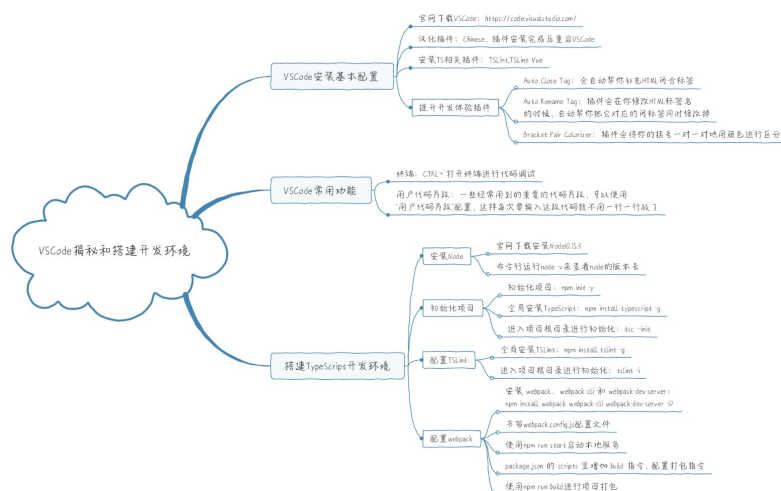 VSCode揭秘和搭建开发环境
VSCode安装基本配置
官网下载VSCode：https://code.visualstudio.com/
汉化插件：Chinese，插件安装完成后重启VSCode
安装TS相关插件：TSLint,TSLint Vue
提升开发体验插件
Auto Close Tag：会自动帮你补充HTML闭合标签
Auto Rename Tag：插件会在你修改HTML标签名
的时候，自动帮把它对应的闭标签同时修改掉
Bracket Pair Colorizer：插件会将你的括号一对一对地用颜色进行区分
VSCode常用功能
终端：CTRL+`打开终端进行代码调试
用户代码片段：一些经常用到的重复的代码片段，可以使用
'用户代码片段'配置，这样每次要输入这段代码就不用一行一行敲了
搭建TypeScript开发环境
安装Node
官网下载安装Node10.15.3
命令行运行node -v来查看node的版本号
初始化项目
初始化项目：npm init -y
全局安装TypeScript：npm install typescript -g
进入项目根目录进行初始化：tsc --init
配置TSLint
全局安装TSLint：npm install tslint -g
进入项目根目录进行初始化：tslint -i
配置webpack
安装 webpack、webpack-cli 和 webpack-dev-server：
npm install webpack webpack-cli webpack-dev-server -D
书写webpack.config.js配置文件
使用npm run start启动本地服务
package.json 的 scripts 里增加 build 指令，配置打包指令
使用npm run build进行项目打包